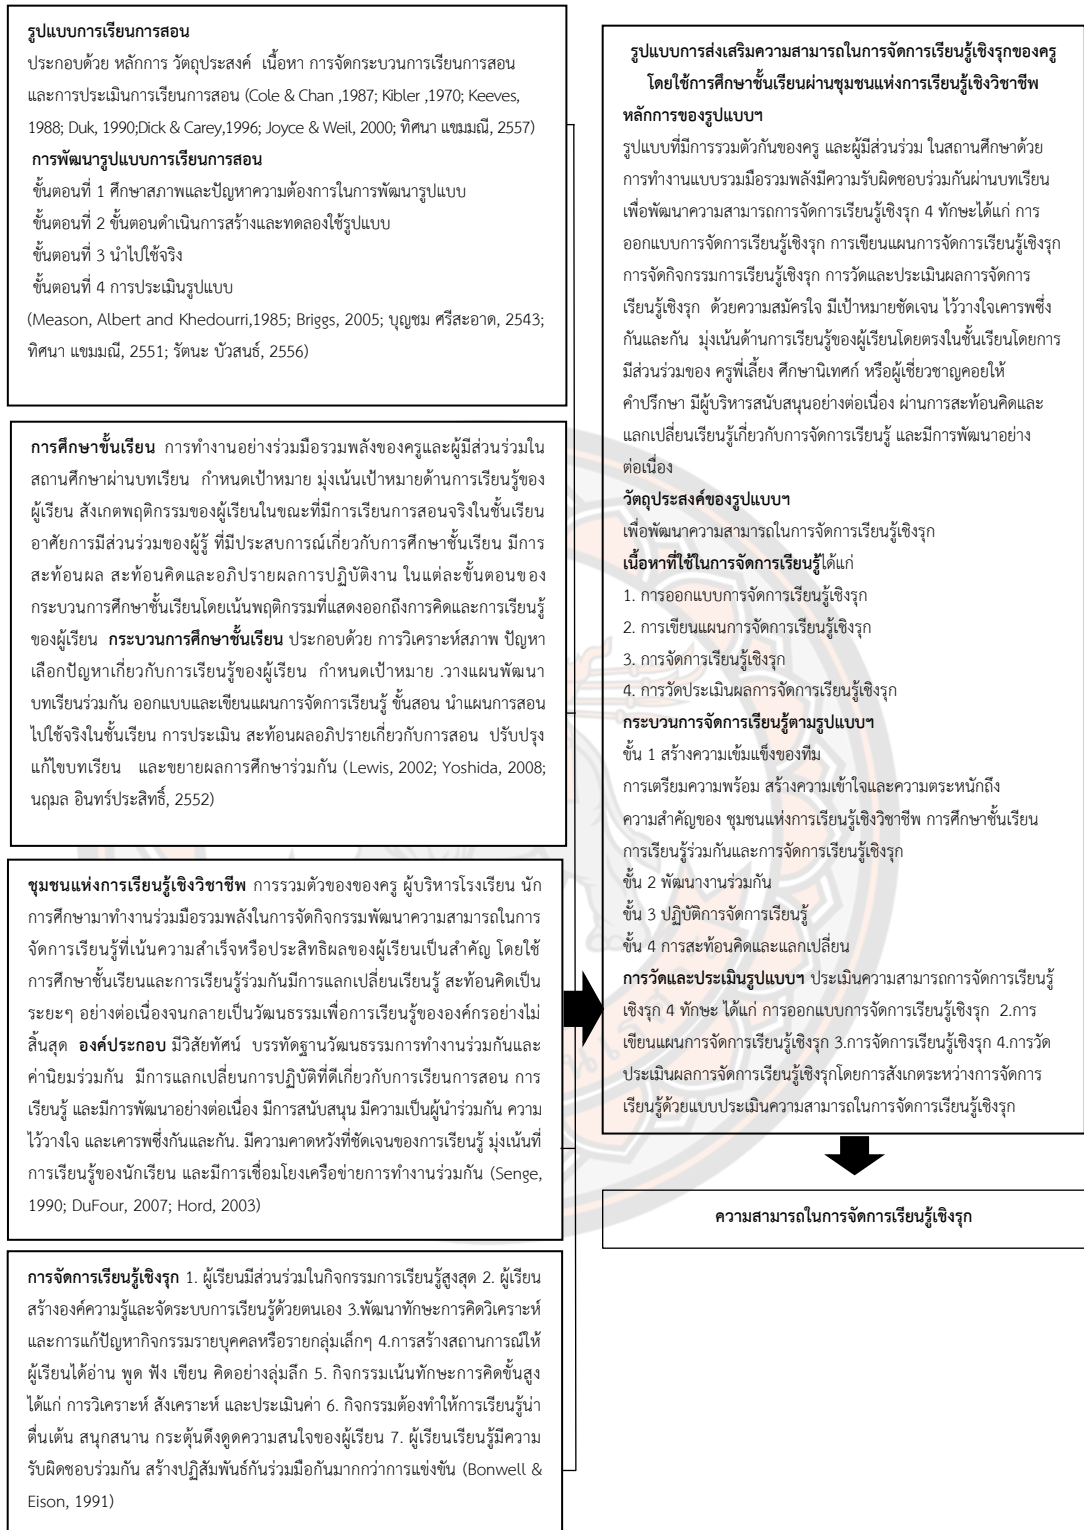 รูปแบบการเรียนการสอน
ประกอบด้วย หลักการ วัตถุประสงค์ เนื้อหา การจัดกระบวนการเรียนการสอน
และการประเมินการเรียนการสอน (Cole & Chan ,1987; Kibler ,1970; Keeves,
1988; Duk, 1990;Dick & Carey,1996; Joyce & Weil, 2000; ทิศนา แขมมณี, 2557)
การพัฒนารูปแบบการเรียนการสอน
ขั้นตอนที่ 1 ศึกษาสภาพและปัญหาความต้องการในการพัฒนารูปแบบ
ขั้นตอนที่ 2 ขั้นตอนดำเนินการสร้างและทดลองใช้รูปแบบ
ขั้นตอนที่ 3 นำไปใช้จริง
ขั้นตอนที่ 4 การประเมินรูปแบบ
(Meason, Albert and Khedourri,1985; Briggs, 2005; บุญชม ศรีสะอาด, 2543;
ทิศนา แขมมณี, 2551; รัตนะ บัวสนธ์, 2556)
การศึกษาชั้นเรียน การทำงานอย่างร่วมมือรวมพลังของครูและผู้มีส่วนร่วมใน
สถานศึกษาผ่านบทเรียน กำหนดเป้าหมาย มุ่งเน้นเป้าหมายด้านการเรียนรู้ของ
ผู้เรียน สังเกตพฤติกรรมของผู้เรียนในขณะที่มีการเรียนการสอนจริงในชั้นเรียน
อาศัยการมีส่วนร่วมของผู้รู้ ที่มีประสบการณ์เกี่ยวกับการศึกษาชั้นเรียน มีการ
สะท้อนผล สะท้อนคิดและอภิปรายผลการปฏิบัติงาน ในแต่ละขั้นตอนของ
กระบวนการศึกษาชั้นเรียนโดยเน้นพฤติกรรมที่แสดงออกถึงการคิดและการเรียนรู้
ของผู้เรียน กระบวนการศึกษาชั้นเรียน ประกอบด้วย การวิเคราะห์สภาพ ปัญหา
เลือกปัญหาเกี่ยวกับการเรียนรู้ของผู้เรียน กำหนดเป้าหมาย .วางแผนพัฒนา
บทเรียนร่วมกัน ออกแบบและเขียนแผนการจัดการเรียนรู้ ขั้นสอน นำแผนการสอน
ไปใช้จริงในชั้นเรียน การประเมิน สะท้อนผลอภิปรายเกี่ยวกับการสอน ปรับปรุง
แก้ไขบทเรียน และขยายผลการศึกษาร่วมกัน (Lewis, 2002; Yoshida, 2008;
นฤมล อินทร์ประสิทธิ์, 2552)
ชุมชนแห่งการเรียนรู้เชิงวิชาชีพ การรวมตัวของของครู ผู้บริหารโรงเรียน นัก
การศึกษามาทำงานร่วมมือรวมพลังในการจัดกิจกรรมพัฒนาความสามารถในการ
จัดการเรียนรู้ที่เน้นความสำเร็จหรือประสิทธิผลของผู้เรียนเป็นสำคัญ โดยใช้
การศึกษาชั้นเรียนและการเรียนรู้ร่วมกันมีการแลกเปลี่ยนเรียนรู้ สะท้อนคิดเป็น
ระยะๆ อย่างต่อเนื่องจนกลายเป็นวัฒนธรรมเพื่อการเรียนรู้ขององค์กรอย่างไม่
สิ้นสุด องค์ประกอบ มีวิสัยทัศน์ บรรทัดฐานวัฒนธรรมการทำงานร่วมกันและ
ค่านิยมร่วมกัน มีการแลกเปลี่ยนการปฏิบัติที่ดีเกี่ยวกับการเรียนการสอน การ
เรียนรู้ และมีการพัฒนาอย่างต่อเนื่อง มีการสนับสนุน มีความเป็นผู้นำร่วมกัน ความ
ไว้วางใจ และเคารพซึ่งกันและกัน. มีความคาดหวังที่ชัดเจนของการเรียนรู้ มุ่งเน้นที่
การเรียนรู้ของนักเรียน และมีการเชื่อมโยงเครือข่ายการทำงานร่วมกัน (Senge,
1990; DuFour, 2007; Hord, 2003)
การจัดการเรียนรู้เชิงรุก 1. ผู้เรียนมีส่วนร่วมในกิจกรรมการเรียนรู้สูงสุด 2. ผู้เรียน
สร้างองค์ความรู้และจัดระบบการเรียนรู้ด้วยตนเอง 3.พัฒนาทักษะการคิดวิเคราะห์
และการแก้ปัญหากิจกรรมรายบุคคลหรือรายกลุ่มเล็กๆ 4.การสร้างสถานการณ์ให้
ผู้เรียนได้อ่าน พูด ฟัง เขียน คิดอย่างลุ่มลึก 5. กิจกรรมเน้นทักษะการคิดขั้นสูง
ได้แก่ การวิเคราะห์ สังเคราะห์ และประเมินค่า 6. กิจกรรมต้องทำให้การเรียนรู้น่า
ตื่นเต้น สนุกสนาน กระตุ้นดึงดูดความสนใจของผู้เรียน 7. ผู้เรียนเรียนรู้มีความ
รับผิดชอบร่วมกัน สร้างปฏิสัมพันธ์กันร่วมมือกันมากกว่าการแข่งขัน (Bonwell &
Eison, 1991)
รูปแบบการส่งเสริมความสามารถในการจัดการเรียนรู้เชิงรุกของครู
โดยใช้การศึกษาชั้นเรียนผ่านชุมชนแห่งการเรียนรู้เชิงวิชาชีพ
หลักการของรูปแบบฯ
รูปแบบที่มีการรวมตัวกันของครู และผู้มีส่วนร่วม ในสถานศึกษาด้วย
การทำงานแบบรวมมือรวมพลังมีความรับผิดชอบร่วมกันผ่านบทเรียน
เพื่อพัฒนาความสามารถการจัดการเรียนรู้เชิงรุก 4 ทักษะได้แก่ การ
ออกแบบการจัดการเรียนรู้เชิงรุก การเขียนแผนการจัดการเรียนรู้เชิงรุก
การจัดกิจกรรมการเรียนรู้เชิงรุก การวัดและประเมินผลการจัดการ
เรียนรู้เชิงรุก ด้วยความสมัครใจ มีเป้าหมายชัดเจน ไว้วางใจเคารพซึ่ง
กันและกัน มุ่งเน้นด้านการเรียนรู้ของผู้เรียนโดยตรงในชั้นเรียนโดยการ
มีส่วนร่วมของ ครูพี่เลี้ยง ศึกษานิเทศก์ หรือผู้เชี่ยวชาญคอยให้
คำปรึกษา มีผู้บริหารสนับสนุนอย่างต่อเนื่อง ผ่านการสะท้อนคิดและ
แลกเปลี่ยนเรียนรู้เกี่ยวกับการจัดการเรียนรู้ และมีการพัฒนาอย่าง
ต่อเนื่อง
วัตถุประสงค์ของรูปแบบฯ
เพื่อพัฒนาความสามารถในการจัดการเรียนรู้เชิงรุก
เนื้อหาที่ใช้ในการจัดการเรียนรู้ได้แก่
1. การออกแบบการจัดการเรียนรู้เชิงรุก
2. การเขียนแผนการจัดการเรียนรู้เชิงรุก
3. การจัดการเรียนรู้เชิงรุก
4. การวัดประเมินผลการจัดการเรียนรู้เชิงรุก
กระบวนการจัดการเรียนรู้ตามรูปแบบฯ
ขั้น 1 สร้างความเข้มแข็งของทีม
การเตรียมความพร้อม สร้างความเข้าใจและความตระหนักถึง
ความสำคัญของ ชุมชนแห่งการเรียนรู้เชิงวิชาชีพ การศึกษาชั้นเรียน
การเรียนรู้ร่วมกันและการจัดการเรียนรู้เชิงรุก
ขั้น 2 พัฒนางานร่วมกัน
ขั้น 3 ปฏิบัติการจัดการเรียนรู้
ขั้น 4 การสะท้อนคิดและแลกเปลี่ยน
การวัดและประเมินรูปแบบฯ ประเมินความสามารถการจัดการเรียนรู้
เชิงรุก 4 ทักษะ ได้แก่ การออกแบบการจัดการเรียนรู้เชิงรุก 2.การ
เขียนแผนการจัดการเรียนรู้เชิงรุก 3.การจัดการเรียนรู้เชิงรุก 4.การวัด
ประเมินผลการจัดการเรียนรู้เชิงรุกโดยการสังเกตระหว่างการจัดการ
เรียนรู้ด้วยแบบประเมินความสามารถในการจัดการเรียนรู้เชิงรุก
ความสามารถในการจัดการเรียนรู้เชิงรุก